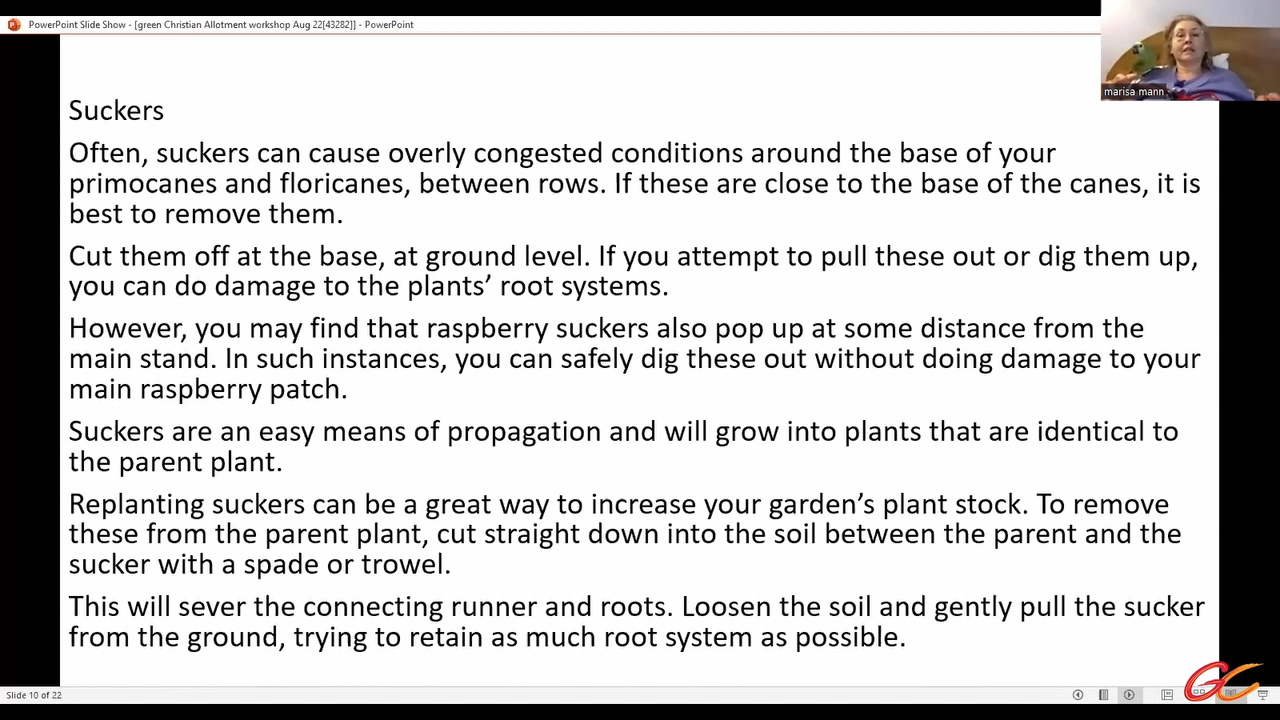 PowerPoint Slide Show - [green Christian Allotment workshop Aug 22[43282]] - PowerPoint
marisa mann
Suckers
Often, suckers can cause overly congested conditions around the base of your
primocanes and floricanes, between rows. If these are close to the base of the canes, it is
best to remove them.
Cut them off at the base, at ground level. If you attempt to pull these out or dig them up,
you can do damage to the plants’ root systems.
However, you may find that raspberry suckers also pop up at some distance from the
main stand. In such instances, you can safely dig these out without doing damage to your
main raspberry patch.
Suckers are an easy means of propagation and will grow into plants that are identical to
the parent plant.
Replanting suckers can be a great way to increase your garden’s plant stock. To remove
these from the parent plant, cut straight down into the soil between the parent and the
sucker with a spade or trowel.
This will sever the connecting runner and roots. Loosen the soil and gently pull the sucker
from the ground, trying to retain as much root system as possible.
Slide 10 of 22
GC